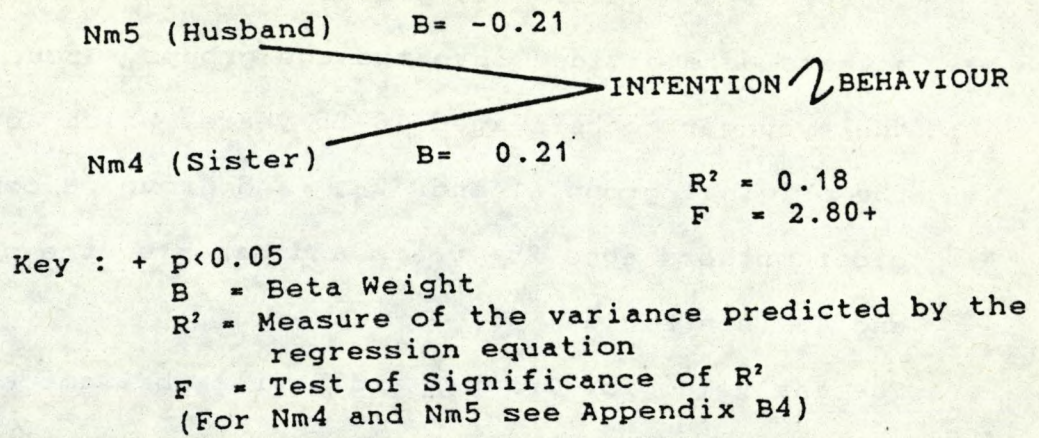 Nm5 (Husband) B= -0.21
INTENTION BEHAVIOUR
Nm4 (Sister) B= 0.21
R² = 0.18
F = 2.80+
Key : + p<0.05
B = Beta Weight
R² = Measure of the variance predicted by the
regression equation
F = Test of Significance of R²
(For Nm4 and Nm5 see Appendix B4)